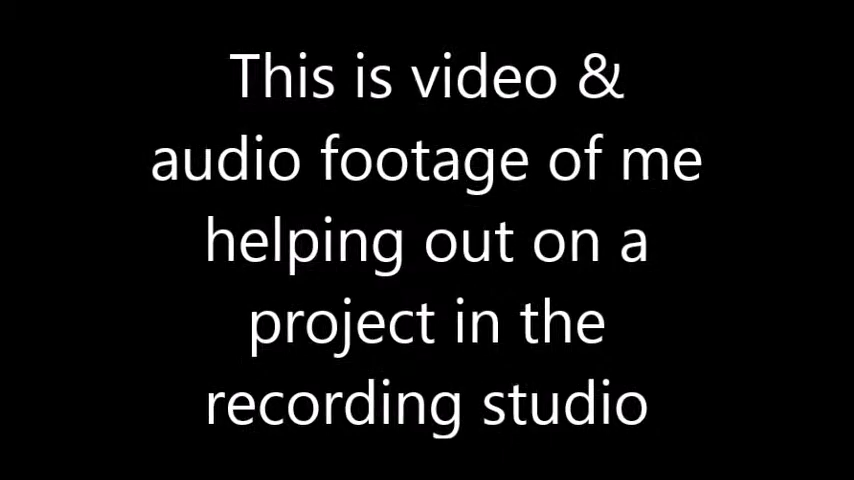 This is video &
audio footage of me
helping out on a
project in the
recording studio